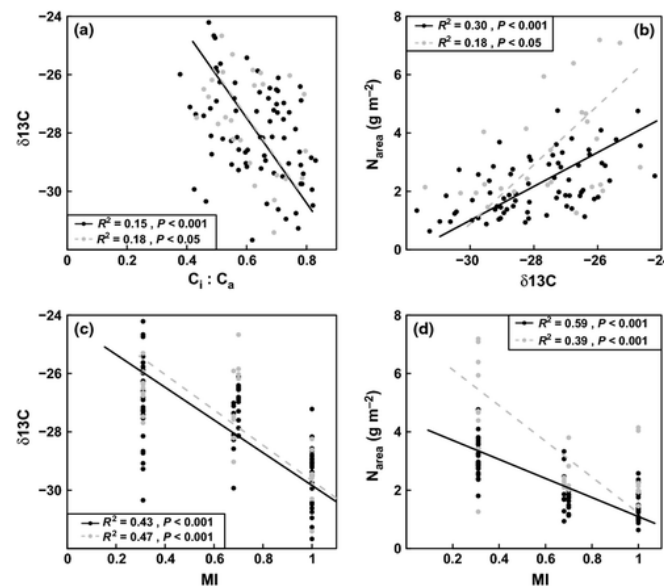 (a)
δ13C
−24
−26
−28
−30
R² = 0.15 , P < 0.001
R² = 0.18 , P < 0.05
0 0.2 0.4 0.6 0.8
Ci : Ca
(b)
R² = 0.30 , P < 0.001
R² = 0.18 , P < 0.05
Narea (g m−2)
8
6
4
2
0
−30 −28 −26 −24
δ13C
(c)
δ13C
−24
−26
−28
−30
R² = 0.43 , P < 0.001
R² = 0.47 , P < 0.001
0 0.2 0.4 0.6 0.8 1
MI
(d)
R² = 0.59 , P < 0.001
R² = 0.39 , P < 0.001
Narea (g m−2)
8
6
4
2
0
0.2 0.4 0.6 0.8 1
MI